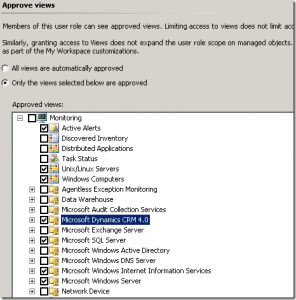 Approve views
Members of this user role can see approved views. Limiting access to views does not limit acc
Similarly, granting access to Views does not expand the user role scope on managed objects.
as part of the My Workspace customizations.
All views are automatically approved
Only the views selected below are approved
Approved views:
Monitoring
Active Alerts
Discovered Inventory
Distributed Applications
Task Status
Unix/Linux Servers
Windows Computers
Agentless Exception Monitoring
Data Warehouse
Microsoft Audit Collection Services
Microsoft Dynamics CRM 4.0
Microsoft Exchange Server
Microsoft SQL Server
Microsoft Windows Active Directory
Microsoft Windows DNS Server
Microsoft Windows Internet Information Services
Microsoft Windows Server
Network Device